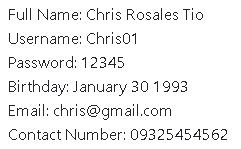 Full Name: Chris Rosales Tio
Username: Chris01
Password: 12345
Birthday: January 30 1993
Email: chris@gmail.com
Contact Number: 09325454562